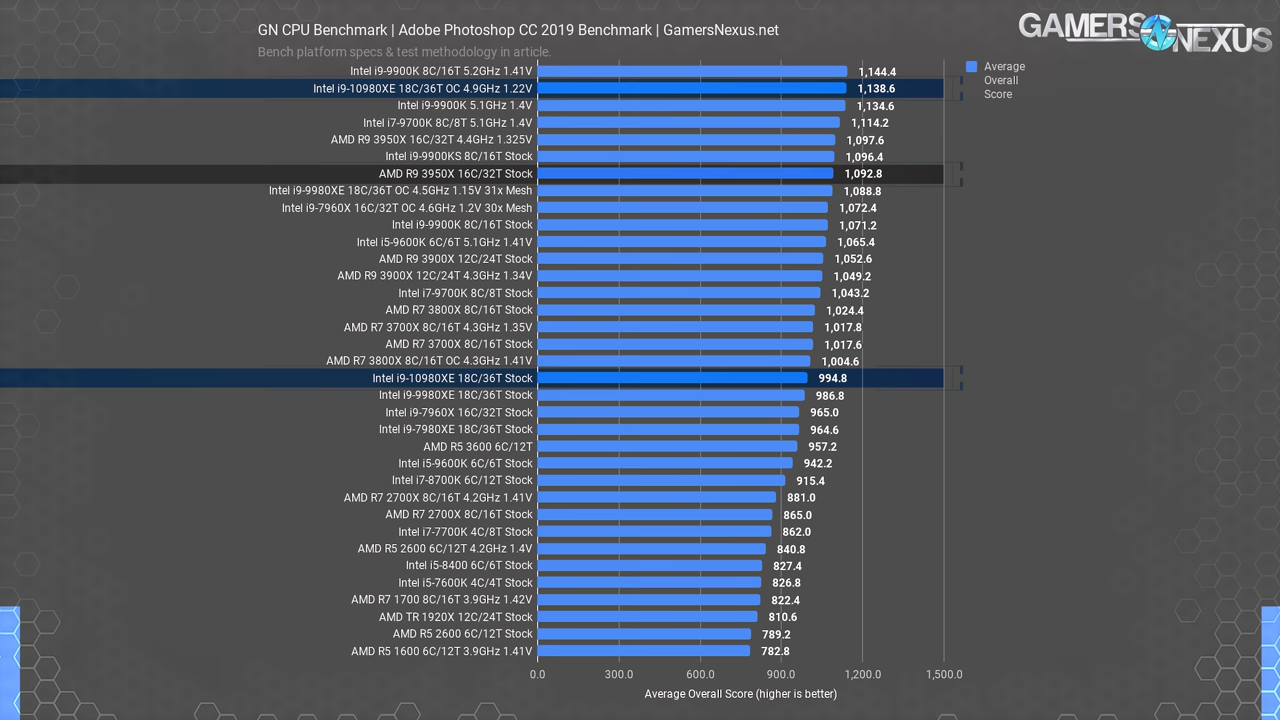 GN CPU Benchmark | Adobe Photoshop CC 2019 Benchmark | GamersNexus.net
Bench platform specs & test methodology in article.
GAMERS NEXUS
Average
Overall
Score
Intel i9-9900K 8C/16T 5.2GHz 1.41V 1,144.4
Intel i9-10980XE 18C/36T OC 4.9GHz 1.22V 1,138.6
Intel i9-9900K 5.1GHz 1.4V 1,134.6
Intel i7-9700K 8C/8T 5.1GHz 1.4V 1,114.2
AMD R9 3950X 16C/32T 4.4GHz 1.325V 1,097.6
Intel i9-9900KS 8C/16T Stock 1,096.4
AMD R9 3950X 16C/32T Stock 1,092.8
Intel i9-9980XE 18C/36T OC 4.5GHz 1.15V 31x Mesh 1,088.8
Intel i9-7960X 16C/32T OC 4.6GHz 1.2V 30x Mesh 1,072.4
Intel i9-9900K 8C/16T Stock 1,071.2
Intel i5-9600K 6C/6T 5.1GHz 1.41V 1,065.4
AMD R9 3900X 12C/24T Stock 1,052.6
AMD R9 3900X 12C/24T 4.3GHz 1.34V 1,049.2
Intel i7-9700K 8C/8T Stock 1,043.2
AMD R7 3800X 8C/16T Stock 1,024.4
AMD R7 3700X 8C/16T 4.3GHz 1.35V 1,017.8
AMD R7 3700X 8C/16T Stock 1,017.6
AMD R7 3800X 8C/16T OC 4.3GHz 1.41V 1,004.6
Intel i9-10980XE 18C/36T Stock 994.8
Intel i9-9980XE 18C/36T Stock 986.8
Intel i9-7960X 16C/32T Stock 965.0
Intel i9-7980XE 18C/36T Stock 964.6
AMD R5 3600 6C/12T 957.2
Intel i5-9600K 6C/6T Stock 942.2
Intel i7-8700K 6C/12T Stock 915.4
AMD R7 2700X 8C/16T 4.2GHz 1.41V 881.0
AMD R7 2700X 8C/16T Stock 865.0
Intel i7-7700K 4C/8T Stock 862.0
AMD R5 2600 6C/12T 4.2GHz 1.4V 840.8
Intel i5-8400 6C/6T Stock 827.4
Intel i5-7600K 4C/4T Stock 826.8
AMD R7 1700 8C/16T 3.9GHz 1.42V 822.4
AMD TR 1920X 12C/24T Stock 810.6
AMD R5 2600 6C/12T Stock 789.2
AMD R5 1600 6C/12T 3.9GHz 1.41V 782.8
0.0 300.0 600.0 900.0 1,200.0 1,500.0
Average Overall Score (higher is better)